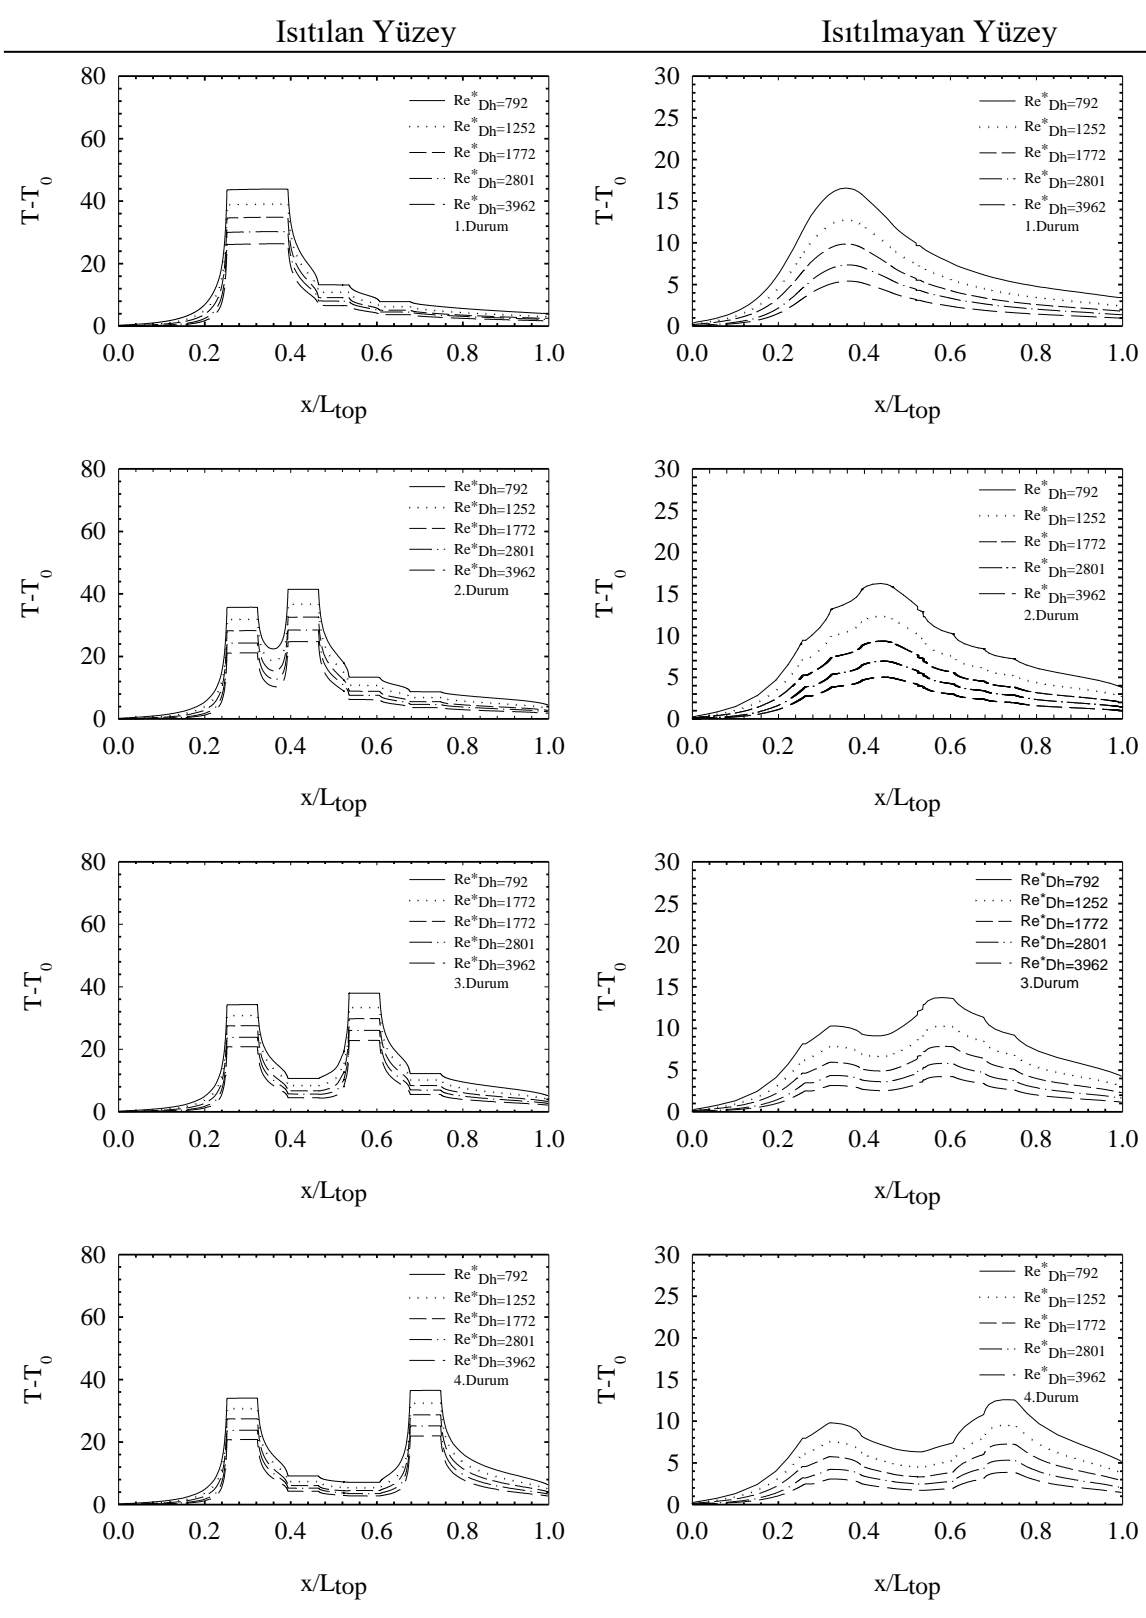 Isıtılan Yüzey
Isıtılmayan Yüzey
80
60
40
20
0
T-T0
Re*Dh=792
Re*Dh=1252
Re*Dh=1772
Re*Dh=2801
Re*Dh=3962
1.Durum
0.0 0.2 0.4 0.6 0.8 1.0
x/Ltop
30
25
20
15
10
5
0
T-T0
Re*Dh=792
Re*Dh=1252
Re*Dh=1772
Re*Dh=2801
Re*Dh=3962
1.Durum
0.0 0.2 0.4 0.6 0.8 1.0
x/Ltop
80
60
40
20
0
T-T0
Re*Dh=792
Re*Dh=1252
Re*Dh=1772
Re*Dh=2801
Re*Dh=3962
2.Durum
0.0 0.2 0.4 0.6 0.8 1.0
x/Ltop
30
25
20
15
10
5
0
T-T0
Re*Dh=792
Re*Dh=1252
Re*Dh=1772
Re*Dh=2801
Re*Dh=3962
2.Durum
0.0 0.2 0.4 0.6 0.8 1.0
x/Ltop
80
60
40
20
0
T-T0
Re*Dh=792
Re*Dh=1772
Re*Dh=1772
Re*Dh=2801
Re*Dh=3962
3.Durum
0.0 0.2 0.4 0.6 0.8 1.0
x/Ltop
30
25
20
15
10
5
0
T-T0
Re*Dh=792
Re*Dh=1252
Re*Dh=1772
Re*Dh=2801
Re*Dh=3962
3.Durum
0.0 0.2 0.4 0.6 0.8 1.0
x/Ltop
80
60
40
20
0
T-T0
Re*Dh=792
Re*Dh=1252
Re*Dh=1772
Re*Dh=2801
Re*Dh=3962
4.Durum
0.0 0.2 0.4 0.6 0.8 1.0
x/Ltop
30
25
20
15
10
5
0
T-T0
Re*Dh=792
Re*Dh=1252
Re*Dh=1772
Re*Dh=2801
Re*Dh=3962
4.Durum
0.0 0.2 0.4 0.6 0.8 1.0
x/Ltop